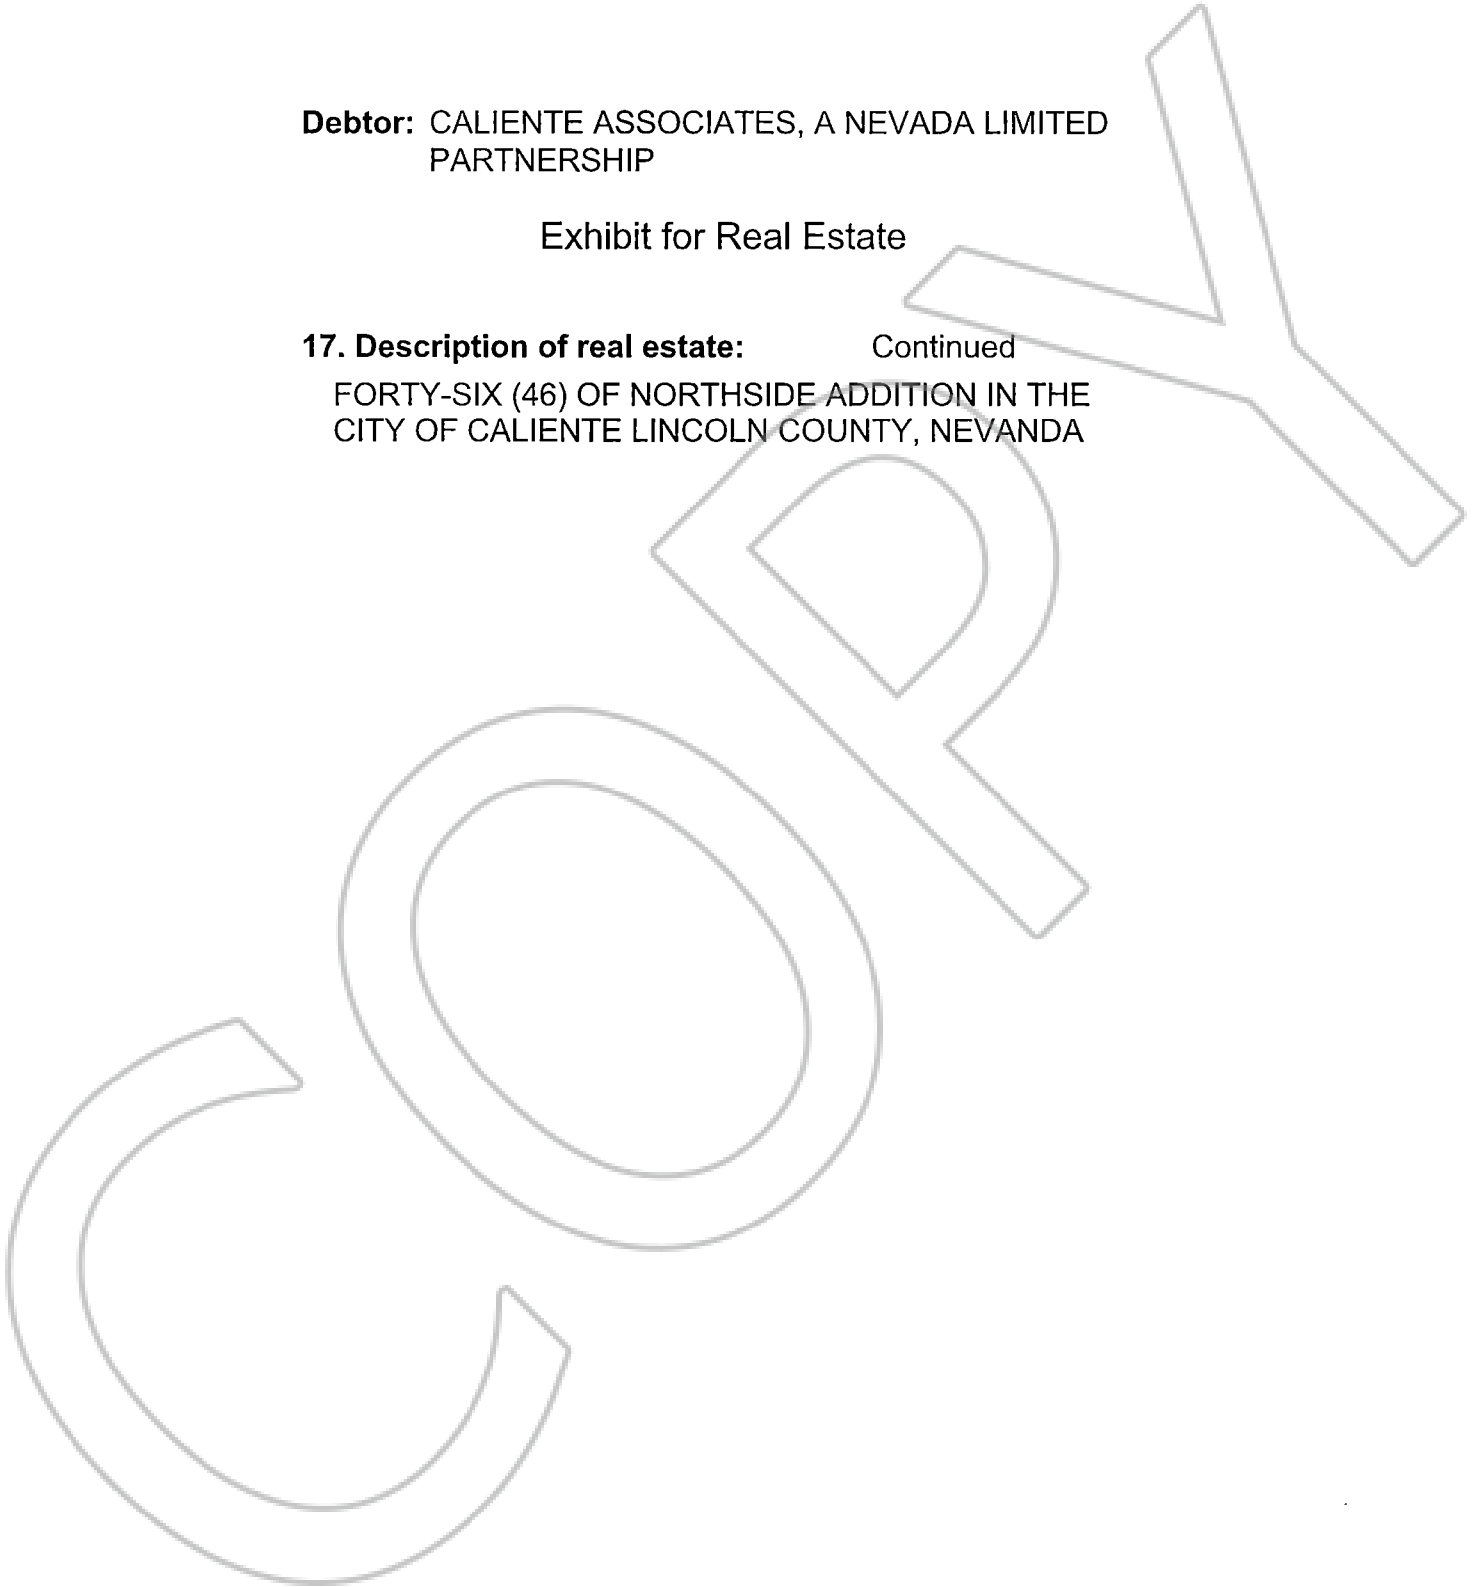 Debtor: CALIENTE ASSOCIATES, A NEVADA LIMITED
PARTNERSHIP
Exhibit for Real Estate
17. Description of real estate: Continued
FORTY-SIX (46) OF NORTHSIDE ADDITION IN THE
CITY OF CALIENTE LINCOLN COUNTY, NEVANDA
COPY